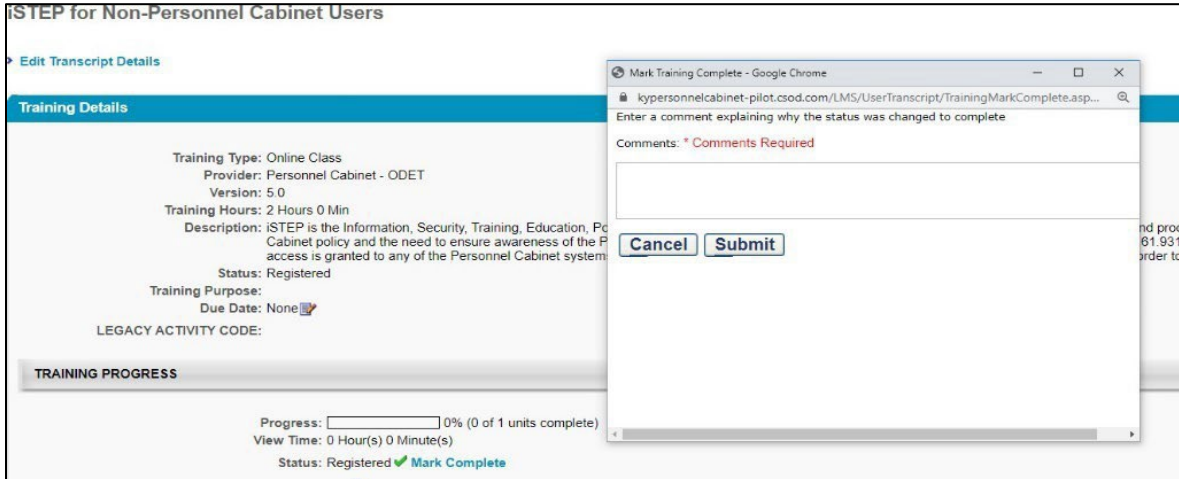 iSTEP for Non-Personnel Cabinet Users
Edit Transcript Details
Training Details
Training Type: Online Class
Provider: Personnel Cabinet - ODET
Version: 5.0
Training Hours: 2 Hours 0 Min
Description: iSTEP is the Information, Security, Training, Education, Po nd proc
Cabinet policy and the need to ensure awareness of the P 61.931
access is granted to any of the Personnel Cabinet system order to
Status: Registered
Training Purpose:
Due Date: None
LEGACY ACTIVITY CODE:
TRAINING PROGRESS
Progress: 0% (0 of 1 units complete)
View Time: 0 Hour(s) 0 Minute(s)
Status: Registered Mark Complete
Mark Training Complete - Google Chrome
kypersonnelcabinet-pilot.csod.com/LMS/UserTranscript/TrainingMarkComplete.asp...
Enter a comment explaining why the status was changed to complete
Comments: * Comments Required
Cancel Submit